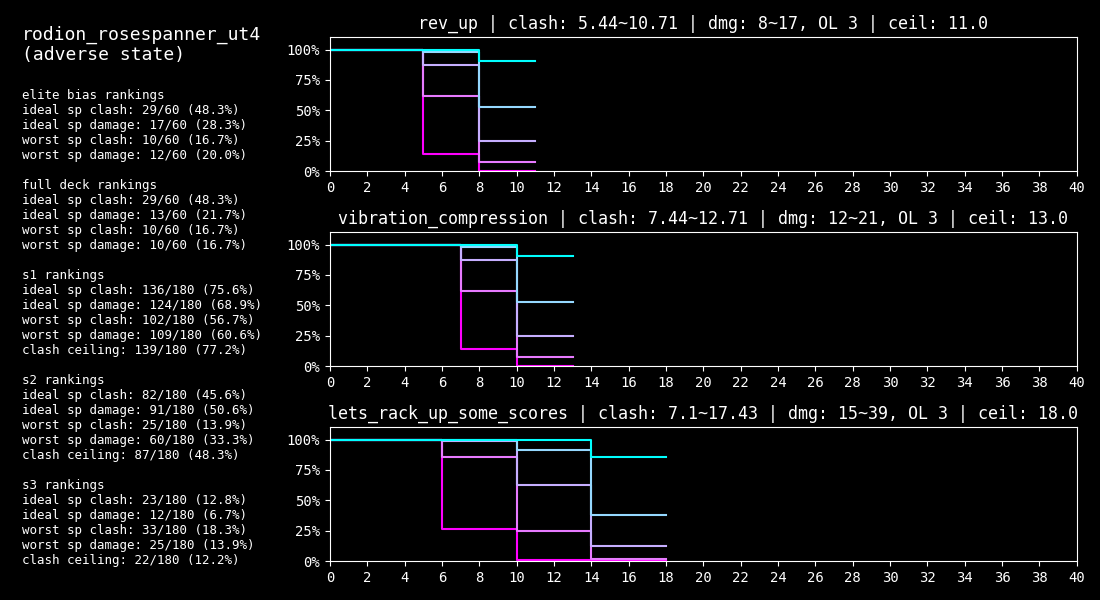 rodion_rosespanner_ut4
(adverse state)
elite bias rankings
ideal sp clash: 29/60 (48.3%)
ideal sp damage: 17/60 (28.3%)
worst sp clash: 10/60 (16.7%)
worst sp damage: 12/60 (20.0%)
full deck rankings
ideal sp clash: 29/60 (48.3%)
ideal sp damage: 13/60 (21.7%)
worst sp clash: 10/60 (16.7%)
worst sp damage: 10/60 (16.7%)
s1 rankings
ideal sp clash: 136/180 (75.6%)
ideal sp damage: 124/180 (68.9%)
worst sp clash: 102/180 (56.7%)
worst sp damage: 109/180 (60.6%)
clash ceiling: 139/180 (77.2%)
s2 rankings
ideal sp clash: 82/180 (45.6%)
ideal sp damage: 91/180 (50.6%)
worst sp clash: 25/180 (13.9%)
worst sp damage: 60/180 (33.3%)
clash ceiling: 87/180 (48.3%)
s3 rankings
ideal sp clash: 23/180 (12.8%)
ideal sp damage: 12/180 (6.7%)
worst sp clash: 33/180 (18.3%)
worst sp damage: 25/180 (13.9%)
clash ceiling: 22/180 (12.2%)
rev_up | clash: 5.44~10.71 | dmg: 8~17, OL 3 | ceil: 11.0
100%
75%
50%
25%
0%
0 2 4 6 8 10 12 14 16 18 20 22 24 26 28 30 32 34 36 38 40
vibration_compression | clash: 7.44~12.71 | dmg: 12~21, OL 3 | ceil: 13.0
100%
75%
50%
25%
0%
0 2 4 6 8 10 12 14 16 18 20 22 24 26 28 30 32 34 36 38 40
lets_rack_up_some_scores | clash: 7.1~17.43 | dmg: 15~39, OL 3 | ceil: 18.0
100%
75%
50%
25%
0%
0 2 4 6 8 10 12 14 16 18 20 22 24 26 28 30 32 34 36 38 40